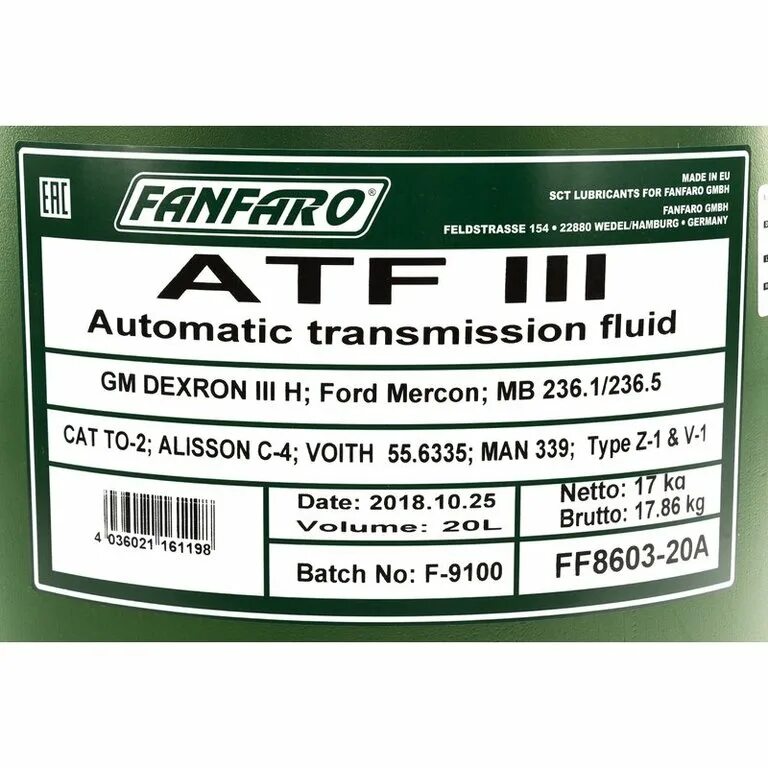 EAC
FANFARO®
MADE IN EU
SCT LUBRICANTS FOR FANFARO GMBH
FANFARO GMBH
FELDSTRASSE 154 • 22880 WEDEL/HAMBURG • GERMANY
ATF III
Automatic transmission fluid
GM DEXRON III H; Ford Mercon; MB 236.1/236.5
CAT TO-2; ALISSON C-4; VOITH 55.6335; MAN 339; Type Z-1 & V-1
4 036021 161198
Date: 2018.10.25
Volume: 20L
Batch No: F-9100
Netto: 17 kg
Brutto: 17.86 kg
FF8603-20A